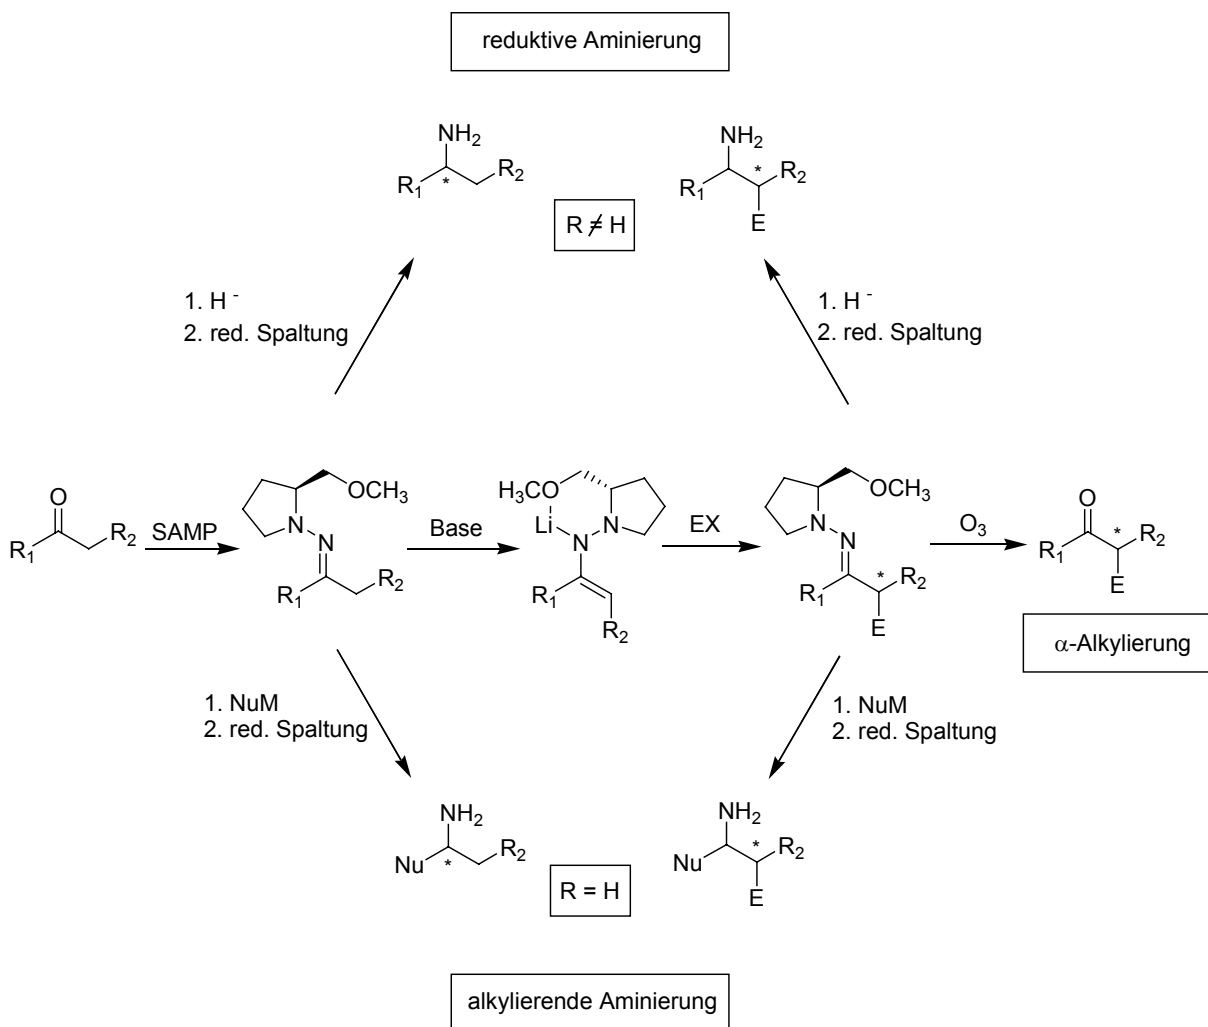 reduktive Aminierung
NH2
R1 * R2
NH2
R1 * R2
E
R ≠ H
1. H -
2. red. Spaltung
1. H -
2. red. Spaltung
O
R1 R2
SAMP
OCH3
N
N
R1 R2
Base
H3CO
Li N
N
R1
R2
EX
OCH3
N
N
R1 * R2
E
O3
O
R1 * R2
E
α-Alkylierung
1. NuM
2. red. Spaltung
1. NuM
2. red. Spaltung
NH2
Nu * R2
NH2
Nu * R2
E
R = H
alkylierende Aminierung